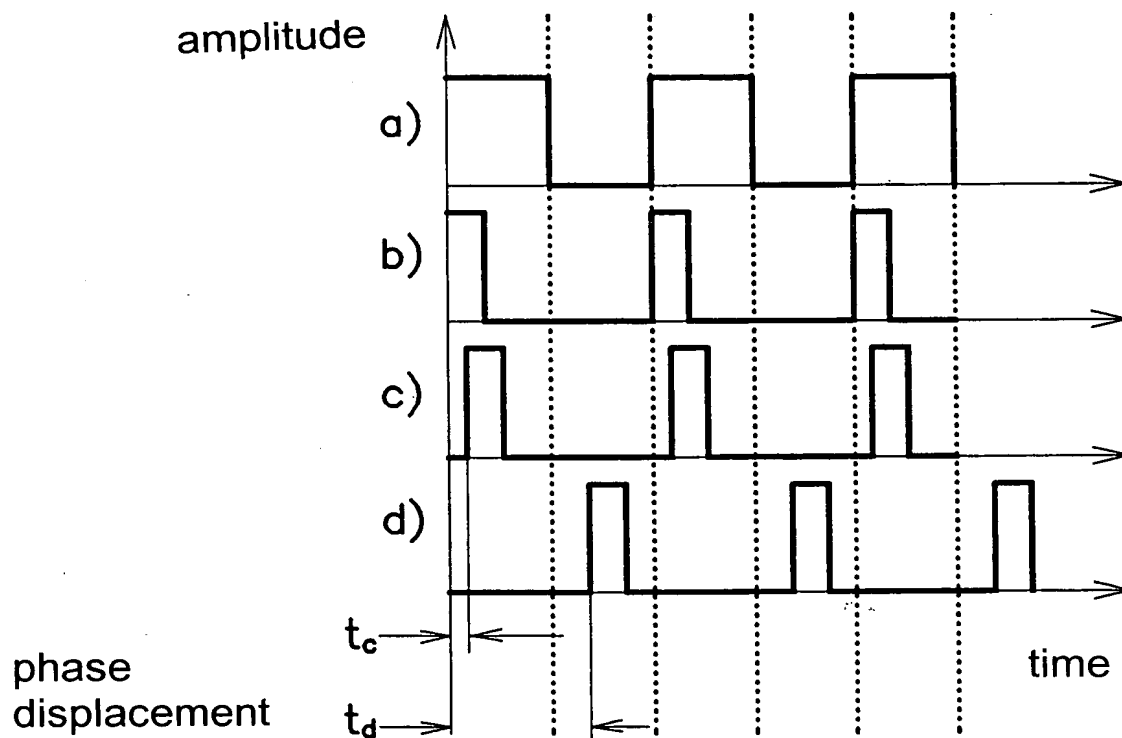 amplitude
a)
b)
c)
d)
tc
time
phase
displacement
td